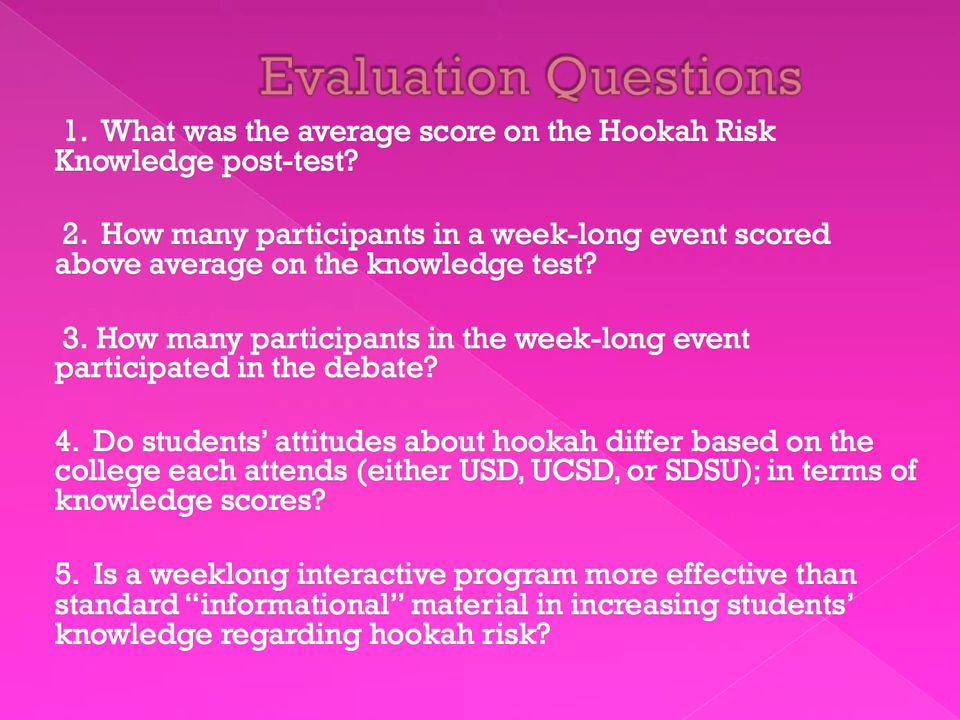 Evaluation Questions
1. What was the average score on the Hookah Risk
Knowledge post-test?
2. How many participants in a week-long event scored
above average on the knowledge test?
3. How many participants in the week-long event
participated in the debate?
4. Do students’ attitudes about hookah differ based on the
college each attends (either USD, UCSD, or SDSU); in terms of
knowledge scores?
5. Is a weeklong interactive program more effective than
standard “informational” material in increasing students’
knowledge regarding hookah risk?